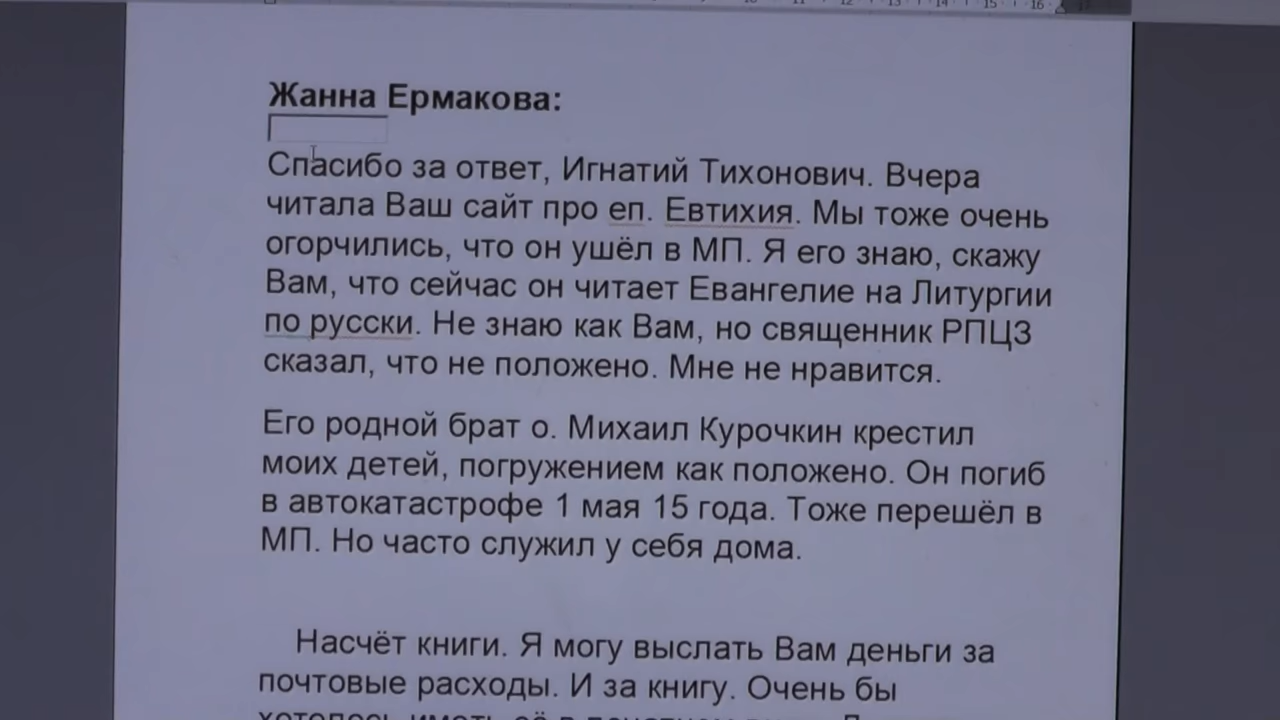 Жанна Ермакова:
Спасибо за ответ, Игнатий Тихонович. Вчера
читала Ваш сайт про еп. Евтихия. Мы тоже очень
огорчились, что он ушёл в МП. Я его знаю, скажу
Вам, что сейчас он читает Евангелие на Литургии
по русски. Не знаю как Вам, но священник РПЦЗ
сказал, что не положено. Мне не нравится.
Его родной брат о. Михаил Курочкин крестил
моих детей, погружением как положено. Он погиб
в автокатастрофе 1 мая 15 года. Тоже перешёл в
МП. Но часто служил у себя дома.
Насчёт книги. Я могу выслать Вам деньги за
почтовые расходы. И за книгу. Очень бы